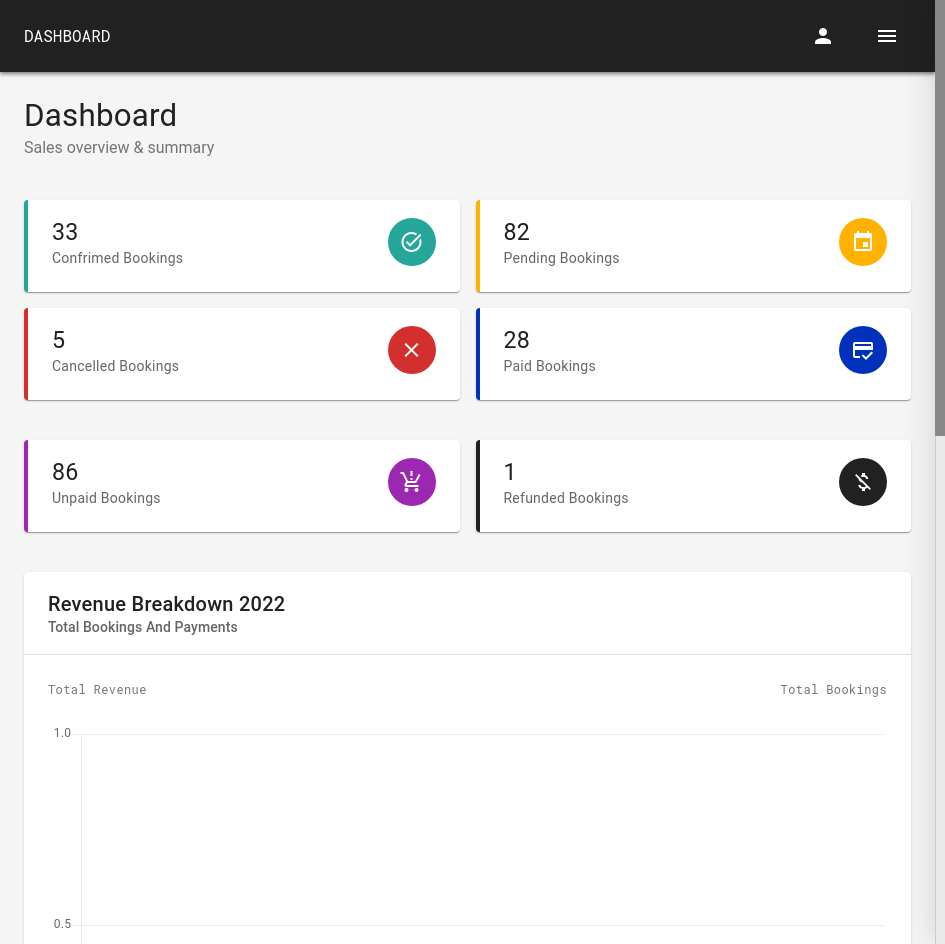 DASHBOARD
Dashboard
Sales overview & summary
33
Confrimed Bookings
82
Pending Bookings
5
Cancelled Bookings
28
Paid Bookings
86
Unpaid Bookings
1
Refunded Bookings
Revenue Breakdown 2022
Total Bookings And Payments
Total Revenue
Total Bookings
1.0
0.5